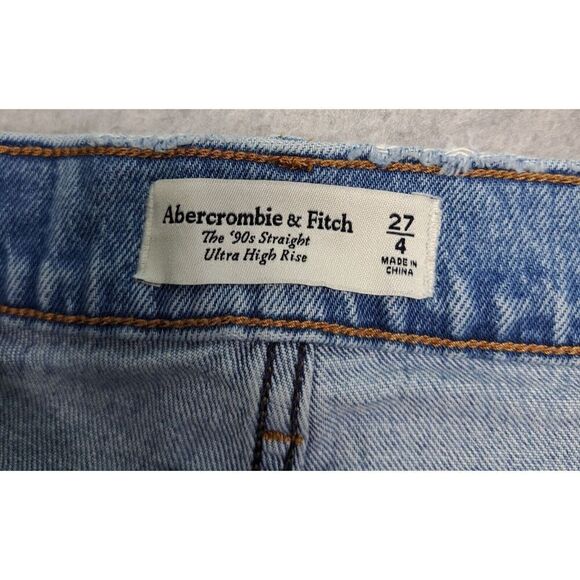 Abercrombie & Fitch
The ‘90s Straight
Ultra High Rise
27
4
MADE IN
CHINA